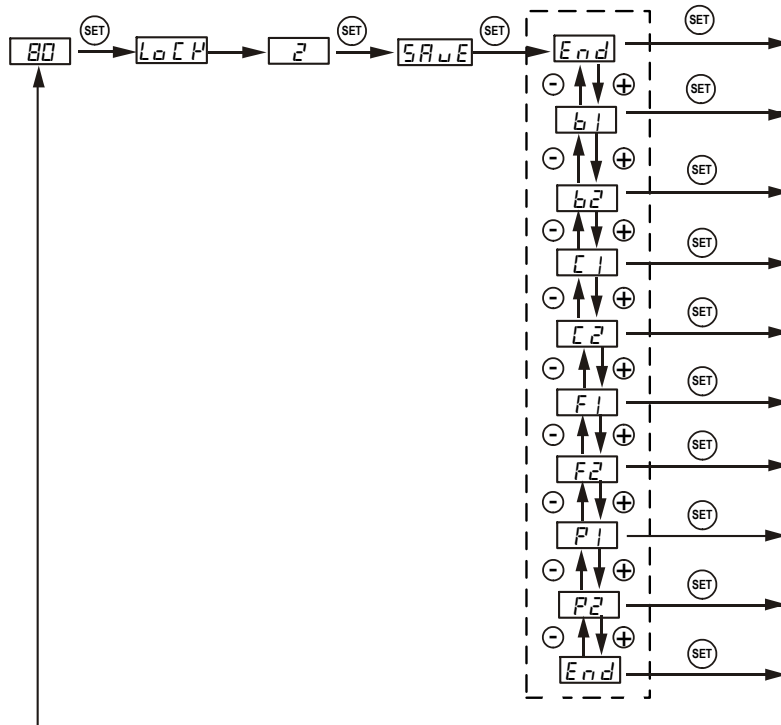 SET SET SET SET
80 LoCK 2 SAvE End
- +
SET
b1
- +
SET
b2
- +
SET
C1
- +
SET
C2
- +
SET
F1
- +
SET
F2
- +
SET
P1
- +
SET
P2
- +
SET
End